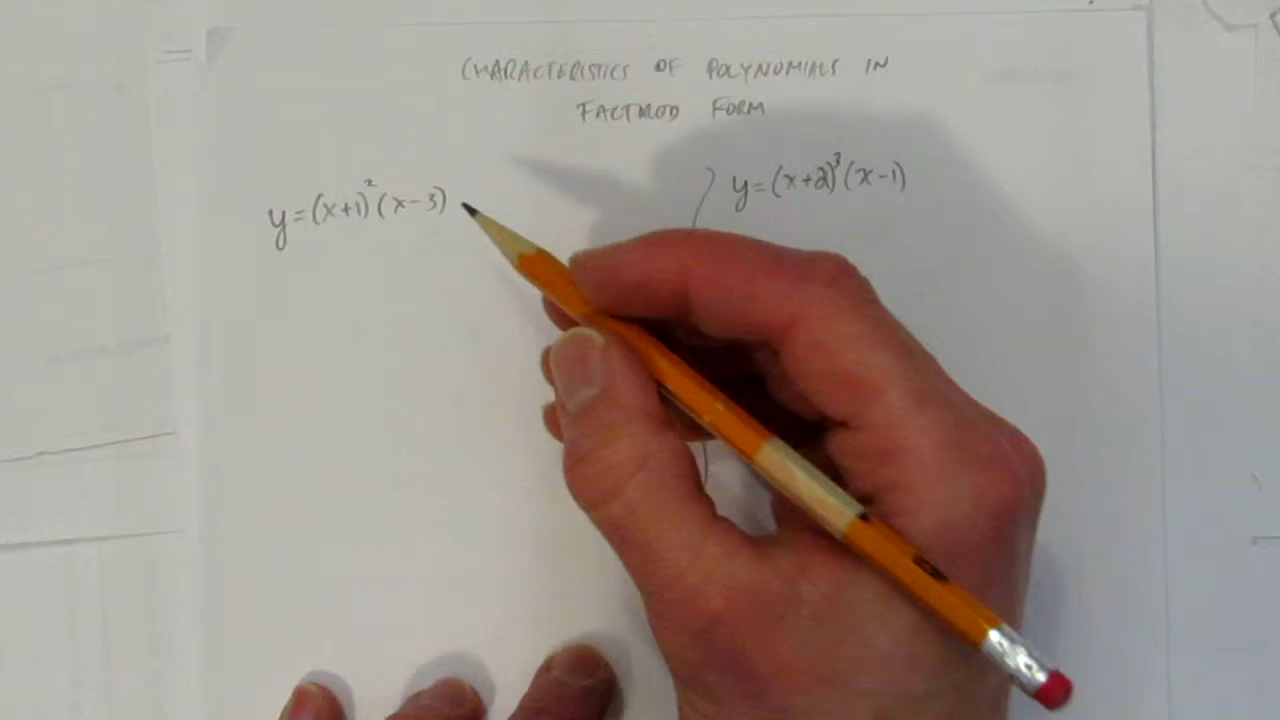 CHARACTERISTICS OF POLYNOMIALS IN
FACTORED FORM
y=(x+1)²(x-3)
y=(x+2)³(x-1)